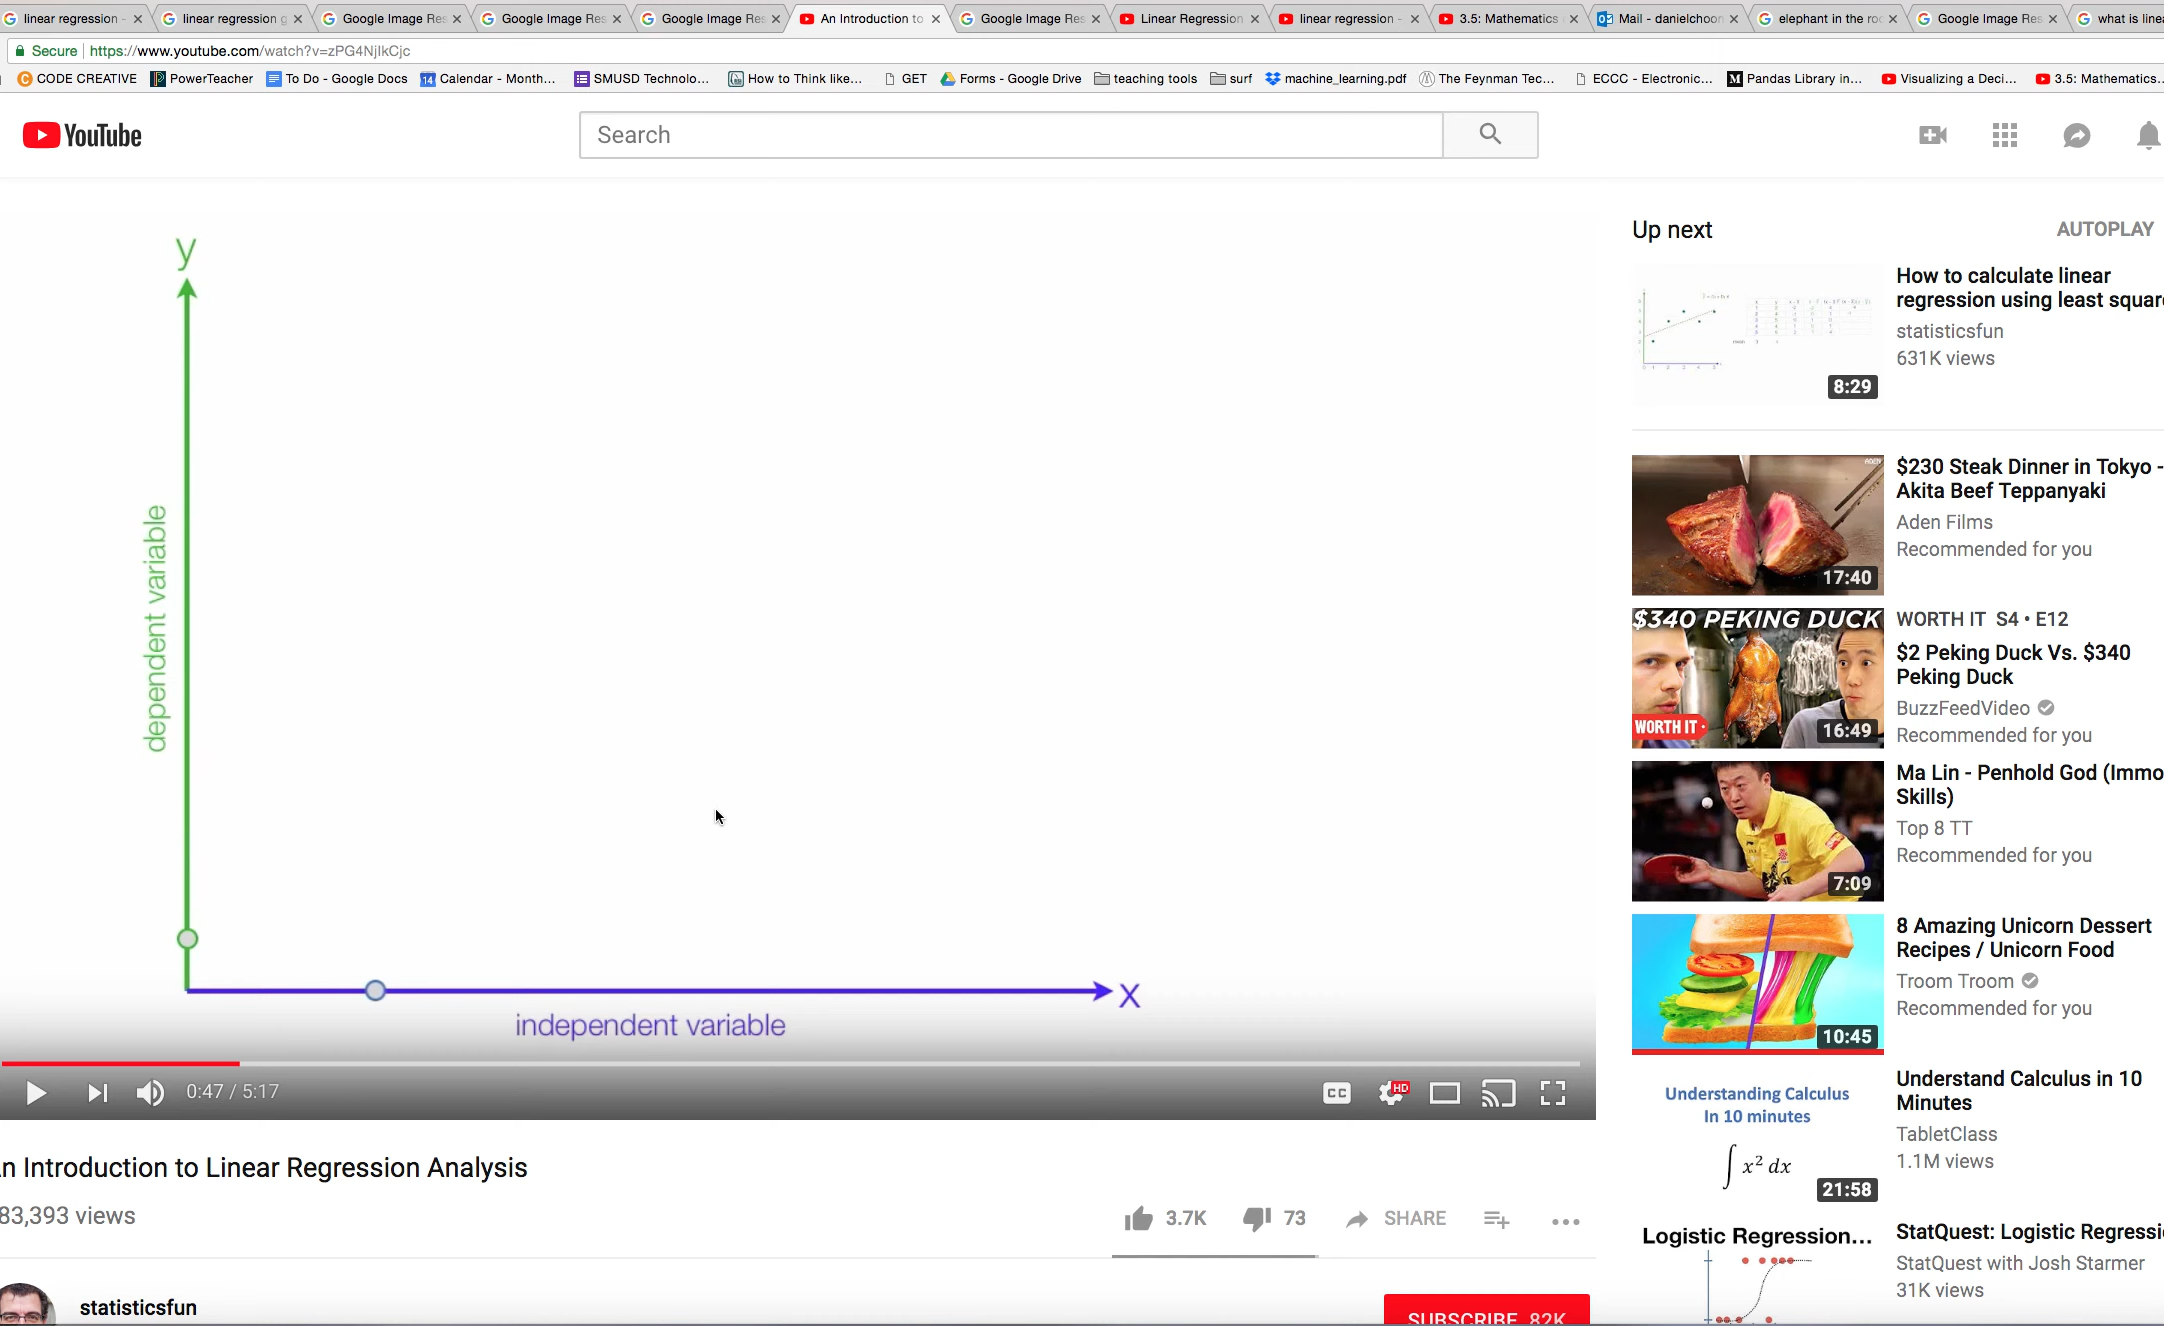 linear regression -
linear regression g
Google Image Res
Google Image Res
Google Image Res
An Introduction to
Google Image Res
Linear Regression
linear regression -
3.5: Mathematics
Mail - danielchoon
elephant in the roo
Google Image Res
what is linea
Secure https://www.youtube.com/watch?v=zPG4NjIkCjc
CODE CREATIVE
PowerTeacher
To Do - Google Docs
14 Calendar - Month...
SMUSD Technolo...
How to Think like...
GET
Forms - Google Drive
teaching tools
surf
machine_learning.pdf
The Feynman Tec...
ECCC - Electronic...
M Pandas Library in...
Visualizing a Deci...
3.5: Mathematics...
YouTube
Search
y
dependent variable
x
independent variable
0:47 / 5:17
CC
HD
An Introduction to Linear Regression Analysis
83,393 views
3.7K
73
SHARE
statisticsfun
SUBSCRIBE 82K
Up next
AUTOPLAY
How to calculate linear
regression using least squar
statisticsfun
631K views
8:29
$230 Steak Dinner in Tokyo -
Akita Beef Teppanyaki
Aden Films
Recommended for you
ADEN
17:40
$340 PEKING DUCK
WORTH IT
16:49
WORTH IT S4 • E12
$2 Peking Duck Vs. $340
Peking Duck
BuzzFeedVideo
Recommended for you
Ma Lin - Penhold God (Immo
Skills)
Top 8 TT
Recommended for you
7:09
8 Amazing Unicorn Dessert
Recipes / Unicorn Food
Troom Troom
Recommended for you
10:45
Understanding Calculus
In 10 minutes
∫ x² dx
21:58
Understand Calculus in 10
Minutes
TabletClass
1.1M views
Logistic Regression...
StatQuest: Logistic Regressi
StatQuest with Josh Starmer
31K views